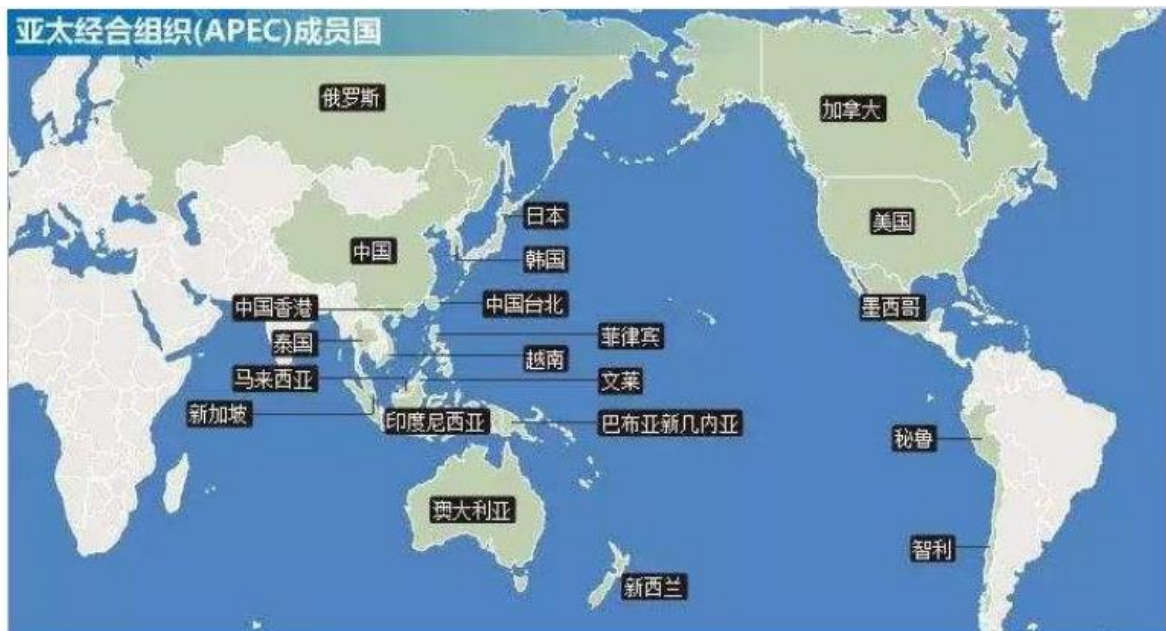 亚太经合组织(APEC)成员国
俄罗斯
加拿大
日本
美国
中国
韩国
中国香港
中国台北
墨西哥
泰国
菲律宾
越南
马来西亚
文莱
新加坡
印度尼西亚
巴布亚新几内亚
秘鲁
澳大利亚
智利
新西兰